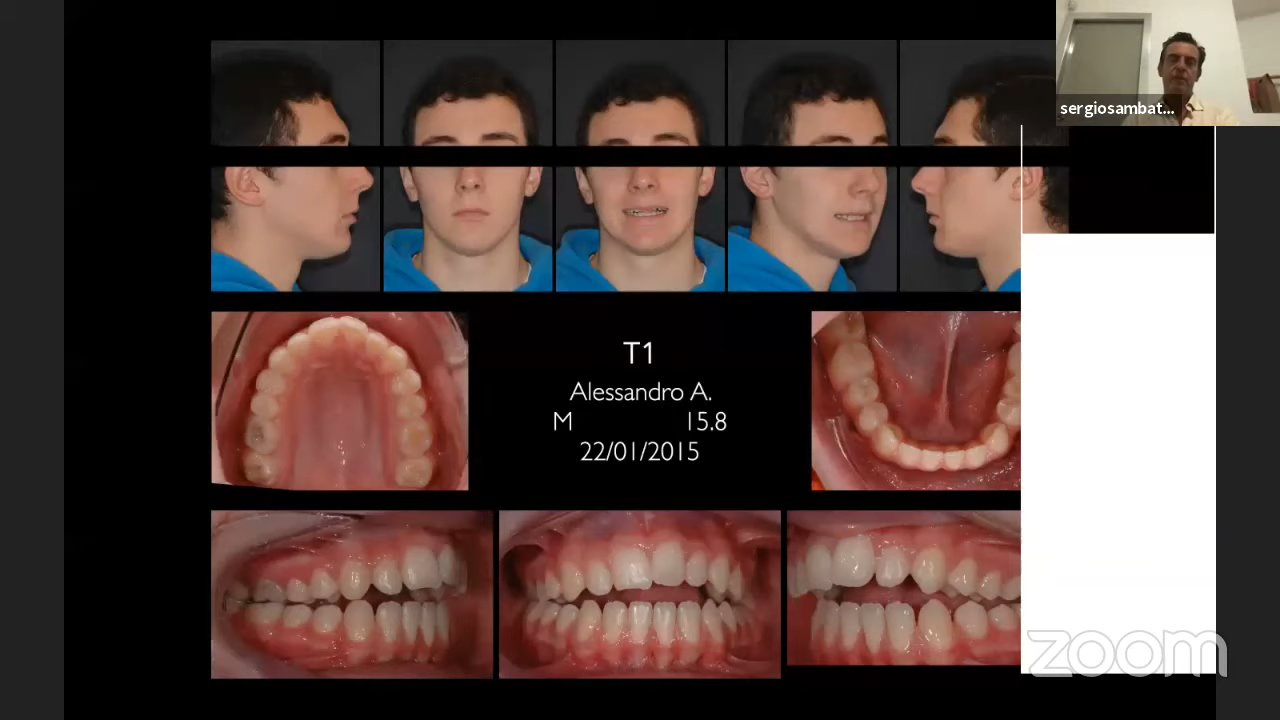 sergiosambat...
T1
Alessandro A.
M 15.8
22/01/2015
zoom